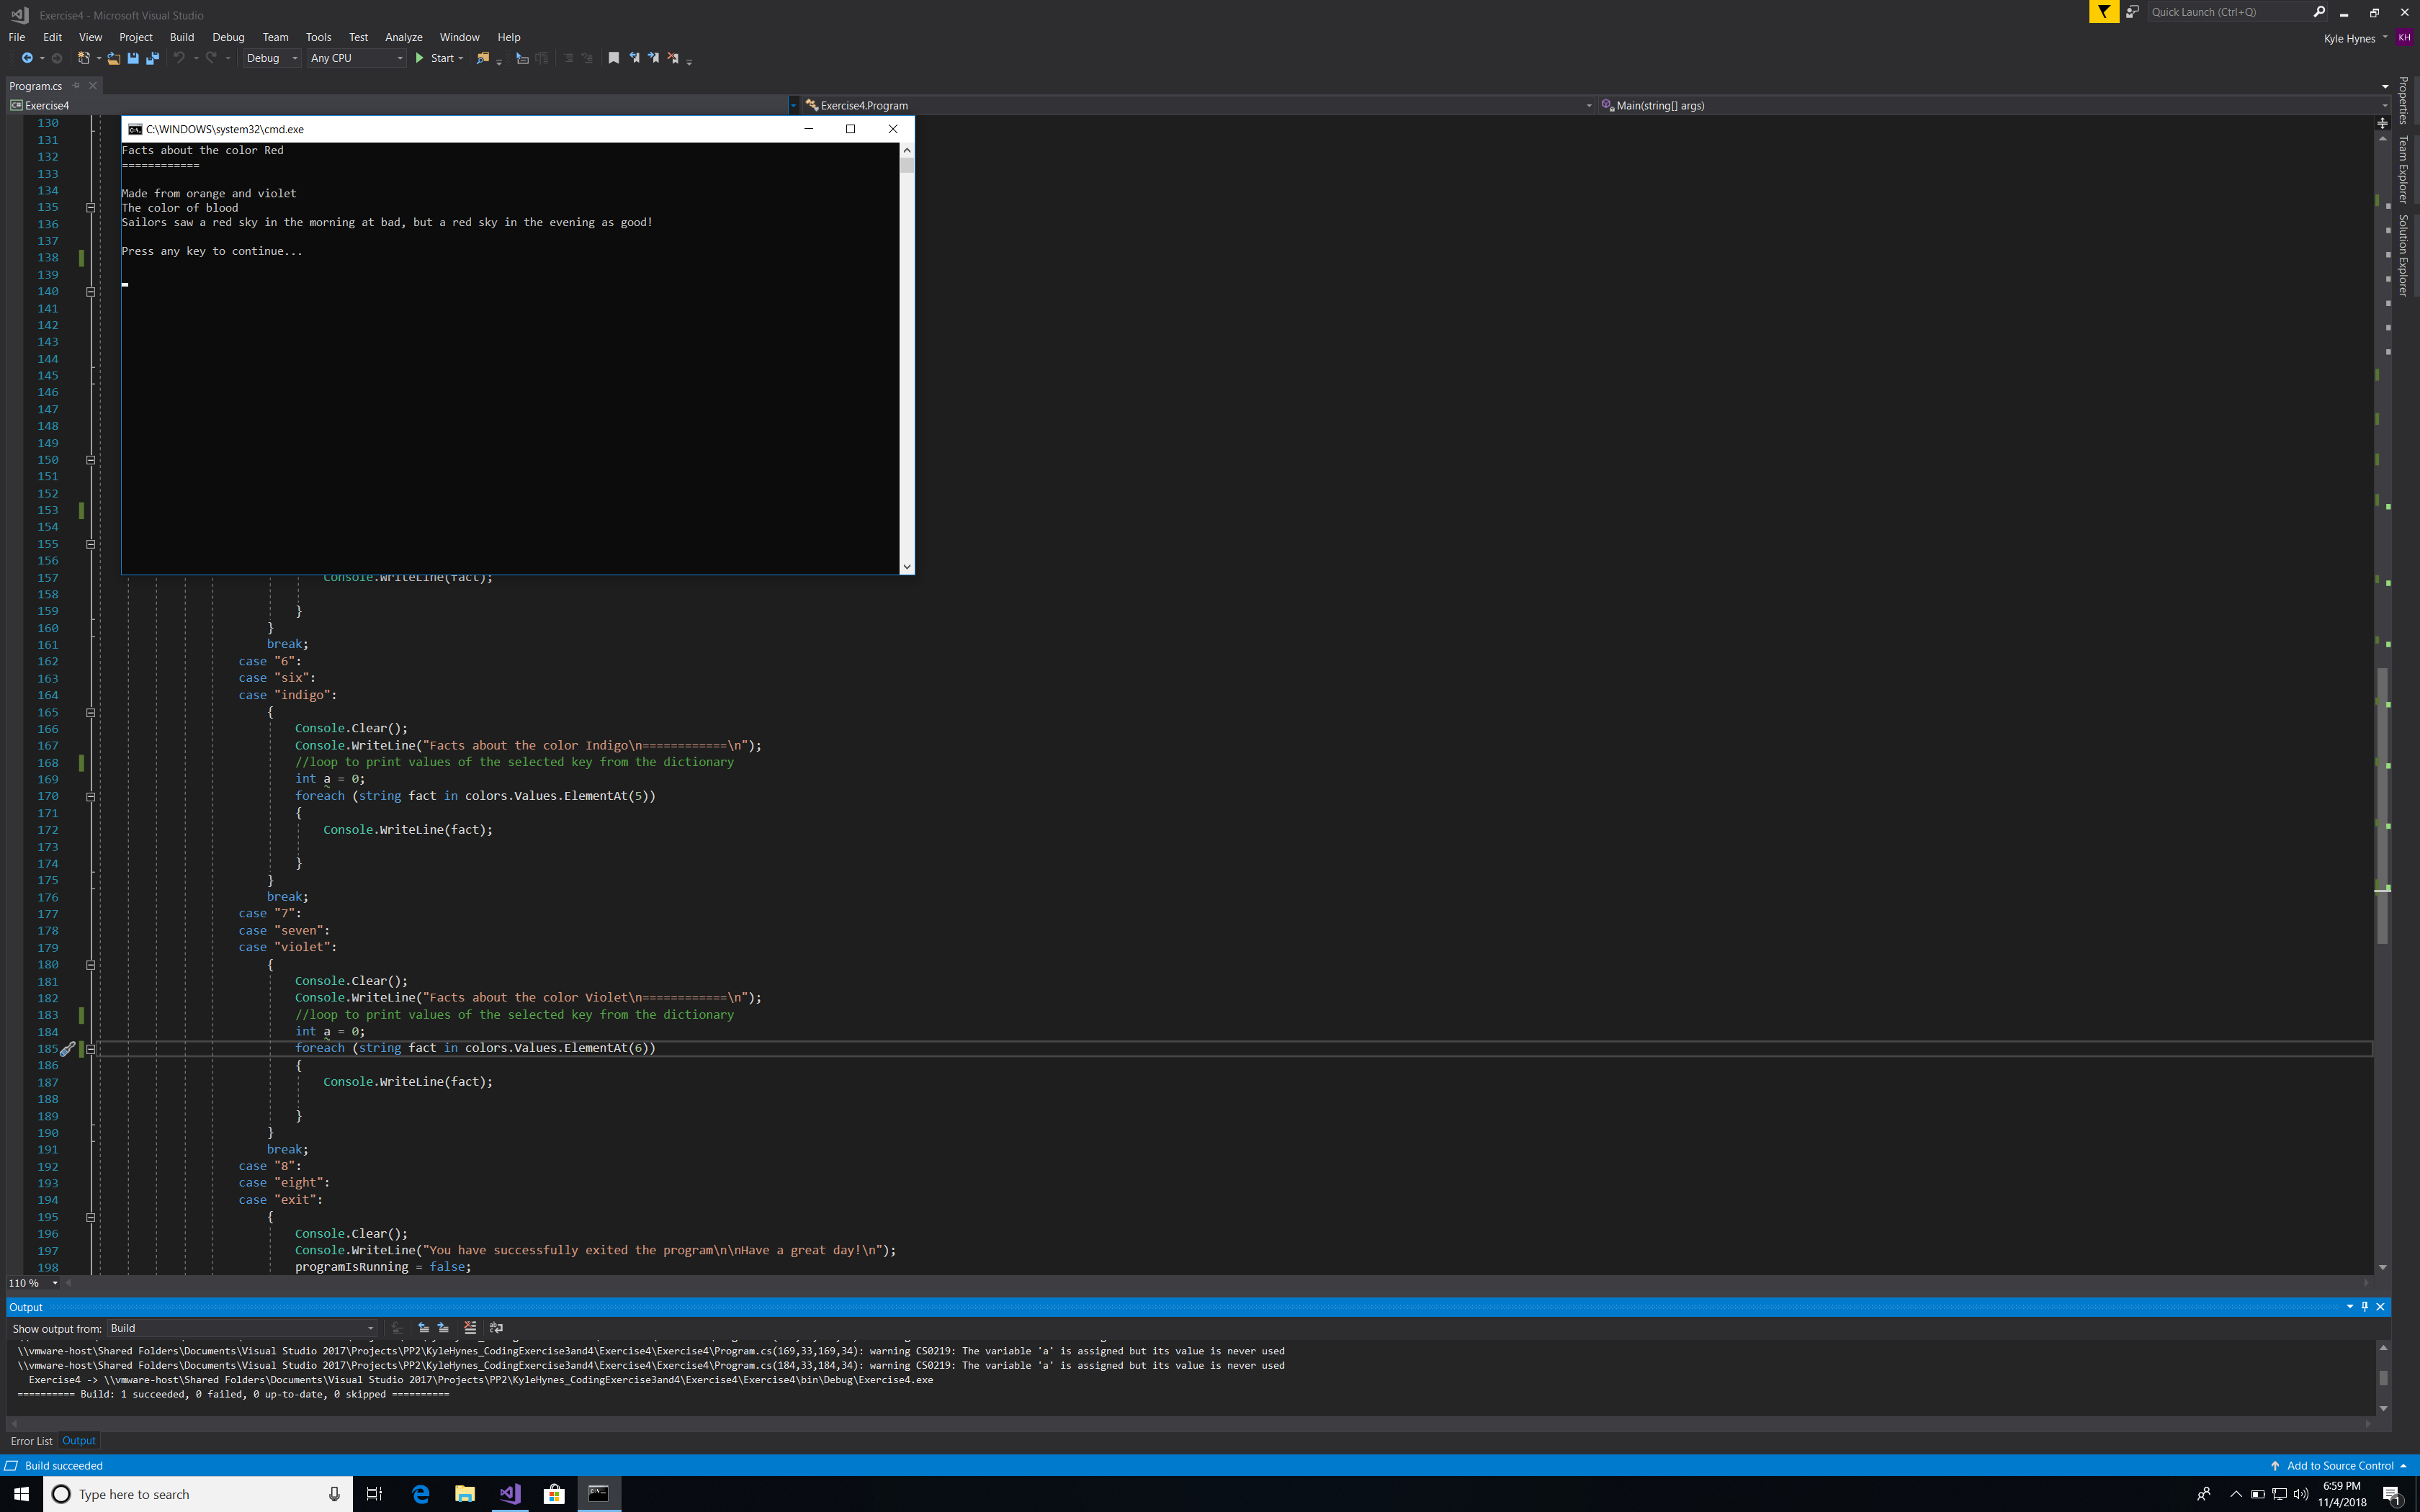 Exercise4 - Microsoft Visual Studio
Quick Launch (Ctrl+Q)
File Edit View Project Build Debug Team Tools Test Analyze Window Help
Kyle Hynes KH
Debug Any CPU Start
Program.cs
Exercise4 Exercise4.Program Main(string[] args)
Properties
Team Explorer
Solution Explorer
C:\WINDOWS\system32\cmd.exe
Facts about the color Red
============
Made from orange and violet
The color of blood
Sailors saw a red sky in the morning at bad, but a red sky in the evening as good!
Press any key to continue...
130
131
132
133
134
135
136
137
138
139
140
141
142
143
144
145
146
147
148
149
150
151
152
153
154
155
156
157 Console.WriteLine(fact);
158
159 }
160 }
161 break;
162 case "6":
163 case "six":
164 case "indigo":
165 {
166 Console.Clear();
167 Console.WriteLine("Facts about the color Indigo\n============\n");
168 //loop to print values of the selected key from the dictionary
169 int a = 0;
170 foreach (string fact in colors.Values.ElementAt(5))
171 {
172 Console.WriteLine(fact);
173
174 }
175 }
176 break;
177 case "7":
178 case "seven":
179 case "violet":
180 {
181 Console.Clear();
182 Console.WriteLine("Facts about the color Violet\n============\n");
183 //loop to print values of the selected key from the dictionary
184 int a = 0;
185 foreach (string fact in colors.Values.ElementAt(6))
186 {
187 Console.WriteLine(fact);
188
189 }
190 }
191 break;
192 case "8":
193 case "eight":
194 case "exit":
195 {
196 Console.Clear();
197 Console.WriteLine("You have successfully exited the program\n\nHave a great day!\n");
198 programIsRunning = false;
110 %
Output
Show output from: Build
\\vmware-host\Shared Folders\Documents\Visual Studio 2017\Projects\PP2\KyleHynes_CodingExercise3and4\Exercise4\Exercise4\Program.cs(169,33,169,34): warning CS0219: The variable 'a' is assigned but its value is never used
\\vmware-host\Shared Folders\Documents\Visual Studio 2017\Projects\PP2\KyleHynes_CodingExercise3and4\Exercise4\Exercise4\Program.cs(184,33,184,34): warning CS0219: The variable 'a' is assigned but its value is never used
Exercise4 -> \\vmware-host\Shared Folders\Documents\Visual Studio 2017\Projects\PP2\KyleHynes_CodingExercise3and4\Exercise4\Exercise4\bin\Debug\Exercise4.exe
========== Build: 1 succeeded, 0 failed, 0 up-to-date, 0 skipped ==========
Error List Output
Build succeeded
Add to Source Control
Type here to search
6:59 PM
11/4/2018
1